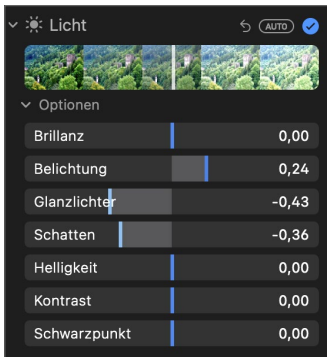 Licht
AUTO
Optionen
Brillanz 0,00
Belichtung 0,24
Glanzlichter -0,43
Schatten -0,36
Helligkeit 0,00
Kontrast 0,00
Schwarzpunkt 0,00